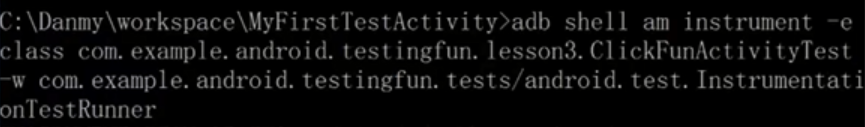 C:\Danmy\workspace\MyFirstTestActivity>adb shell am instrument -e
class com.example.android.testingfun.lesson3.ClickFunActivityTest
-w com.example.android.testingfun.tests/android.test.Instrumentati
onTestRunner